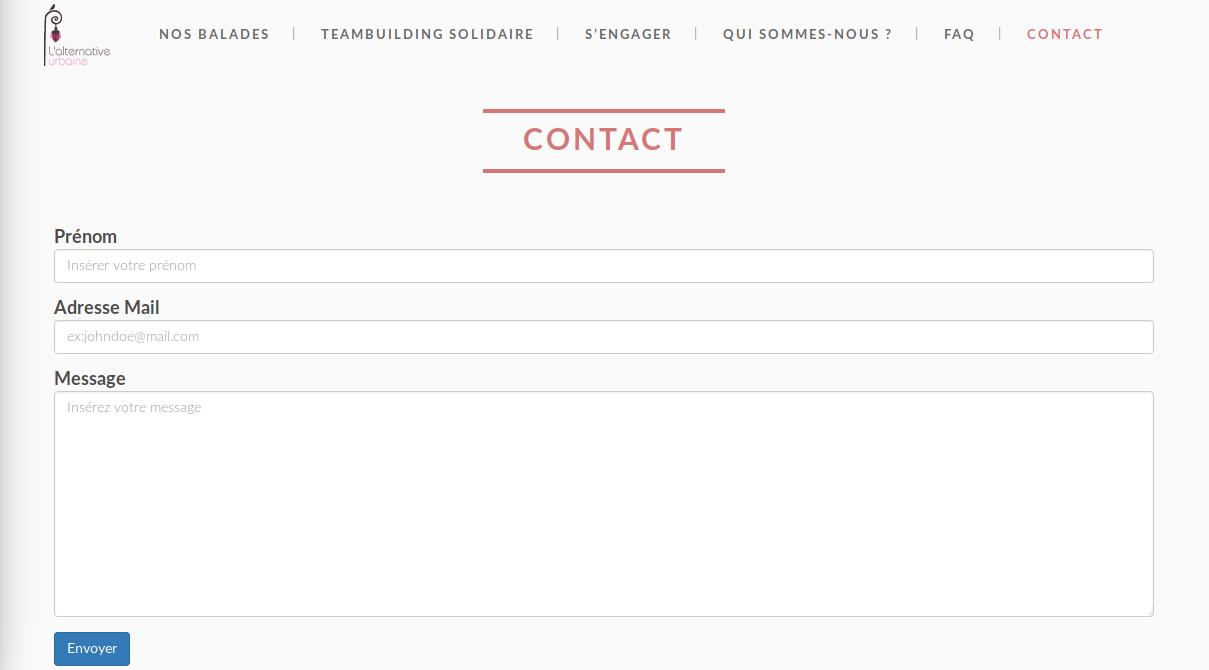 L'alternative
urbaine
NOS BALADES | TEAMBUILDING SOLIDAIRE | S'ENGAGER | QUI SOMMES-NOUS ? | FAQ | CONTACT
CONTACT
Prénom
Insérer votre prénom
Adresse Mail
ex:johndoe@mail.com
Message
Insérez votre message
Envoyer